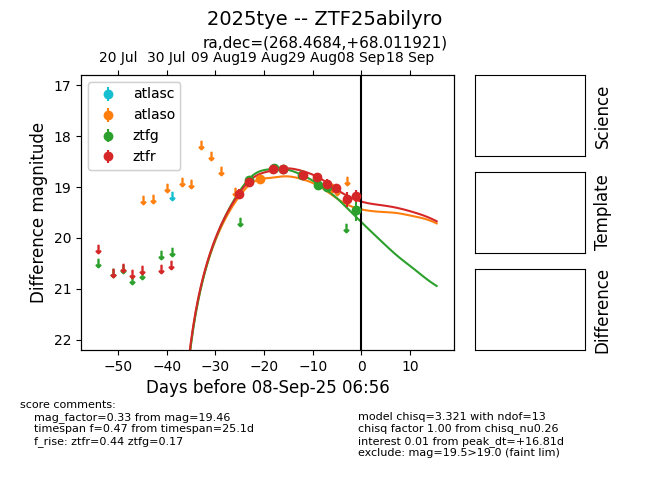 2025tye -- ZTF25abilyro
ra,dec=(268.4684,+68.011921)
20 Jul 30 Jul 09 Aug 19 Aug 29 Aug 08 Sep 18 Sep
atlasc
atlaso
ztfg
ztfr
17
18
19
20
21
22
Difference magnitude
−50 −40 −30 −20 −10 0 10
Days before 08-Sep-25 06:56
Science
Template
Difference
score comments:
mag_factor=0.33 from mag=19.46
timespan f=0.47 from timespan=25.1d
f_rise: ztfr=0.44 ztfg=0.17
model chisq=3.321 with ndof=13
chisq factor 1.00 from chisq_nu0.26
interest 0.01 from peak_dt=+16.81d
exclude: mag=19.5>19.0 (faint lim)